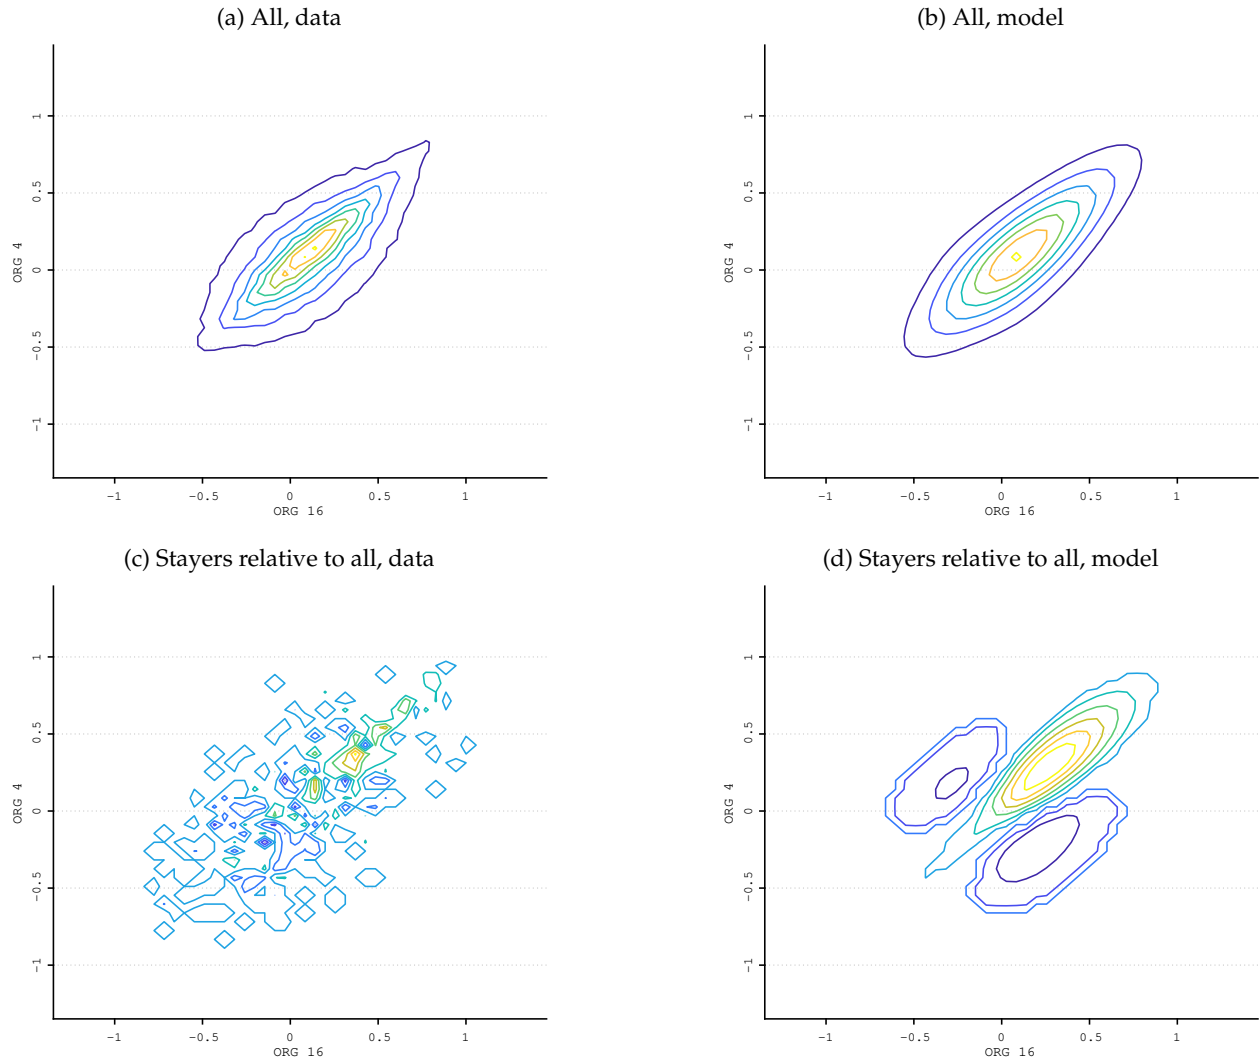 (a) All, data
1
0.5
0
−0.5
−1
ORG 4
−1 −0.5 0 0.5 1
ORG 16
(b) All, model
1
0.5
0
−0.5
−1
ORG 4
−1 −0.5 0 0.5 1
ORG 16
(c) Stayers relative to all, data
1
0.5
0
−0.5
−1
ORG 4
−1 −0.5 0 0.5 1
ORG 16
(d) Stayers relative to all, model
1
0.5
0
−0.5
−1
ORG 4
−1 −0.5 0 0.5 1
ORG 16